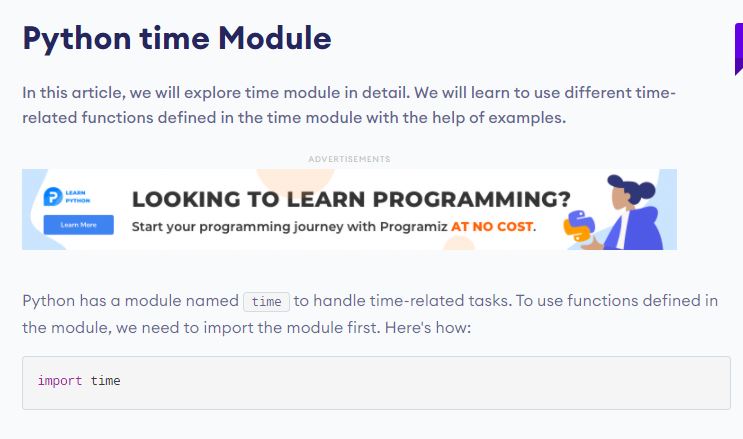 Python time Module
In this article, we will explore time module in detail. We will learn to use different time-
related functions defined in the time module with the help of examples.
ADVERTISEMENTS
LEARN
PYTHON
Learn More
LOOKING TO LEARN PROGRAMMING?
Start your programming journey with Programiz AT NO COST.
Python has a module named time to handle time-related tasks. To use functions defined in
the module, we need to import the module first. Here's how:
import time